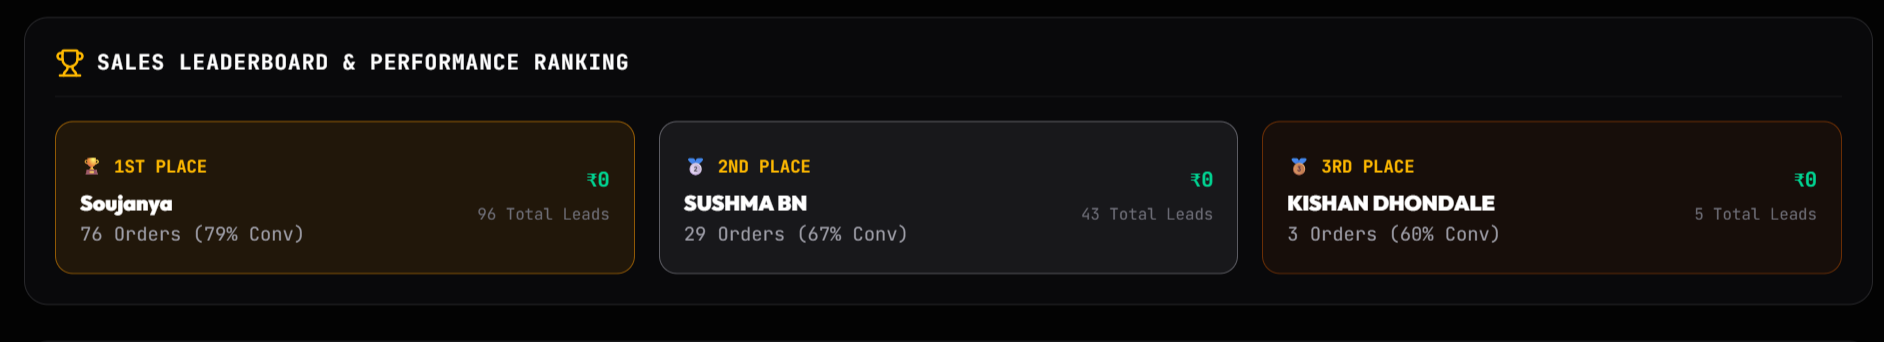 SALES LEADERBOARD & PERFORMANCE RANKING
1ST PLACE
Soujanya
76 Orders (79% Conv)
₹0
96 Total Leads
2ND PLACE
SUSHMA BN
29 Orders (67% Conv)
₹0
43 Total Leads
3RD PLACE
KISHAN DHONDALE
3 Orders (60% Conv)
₹0
5 Total Leads